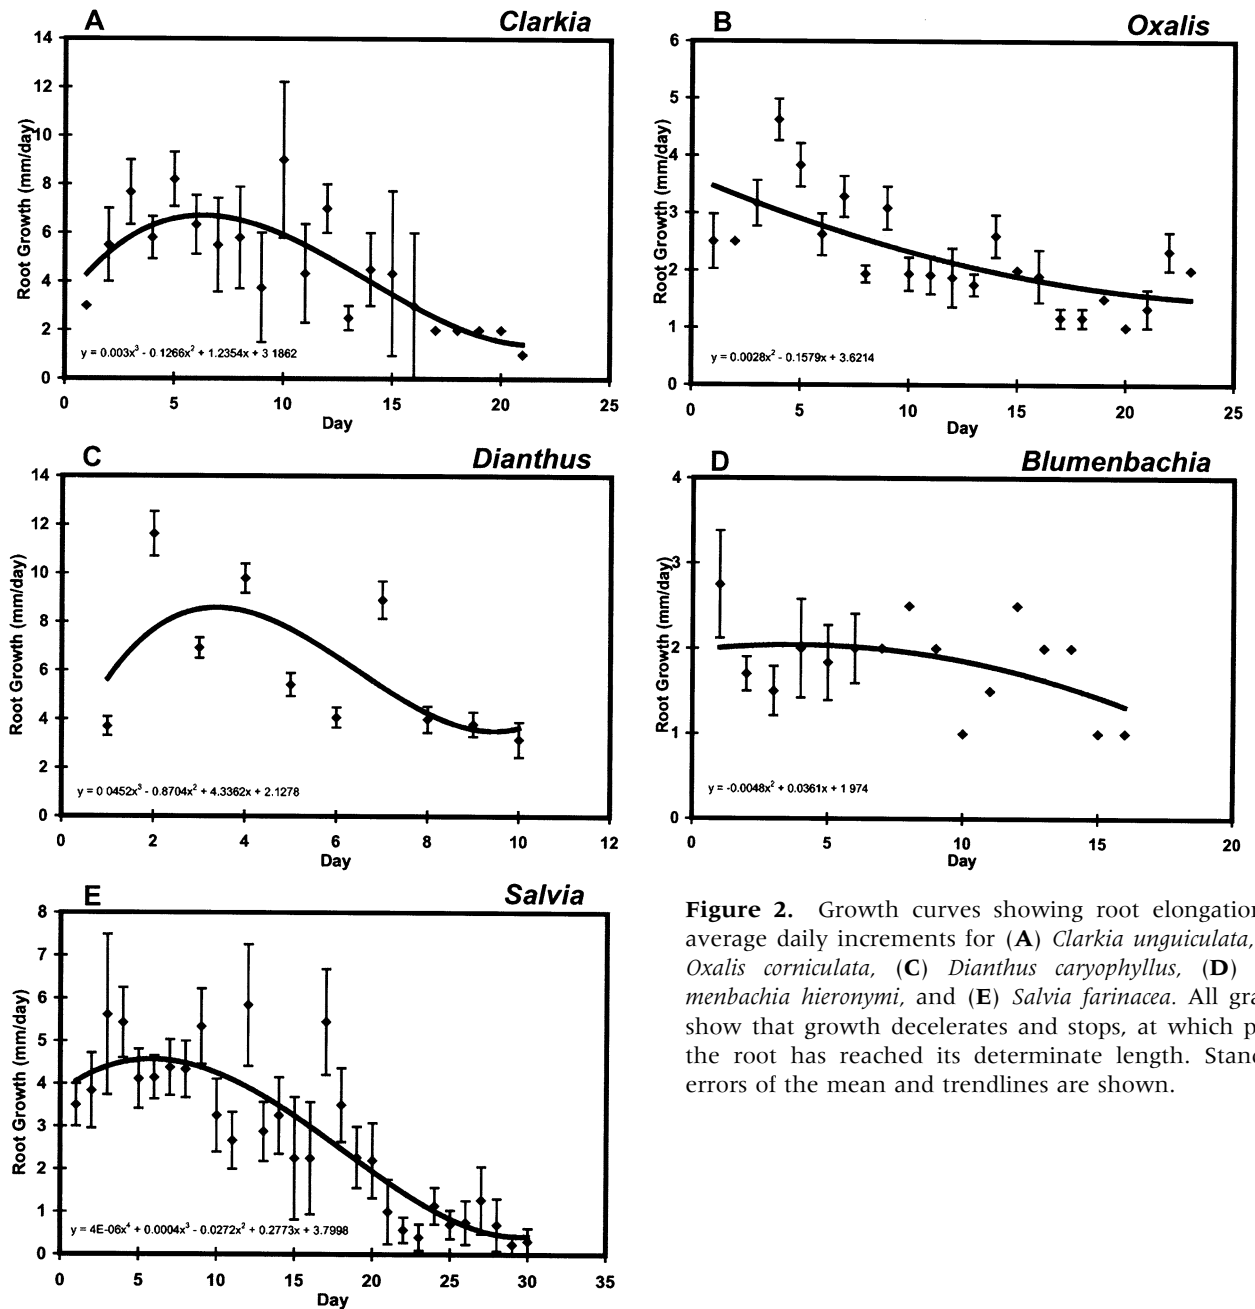 A
Clarkia
14
12
10
8
6
4
2
0
Root Growth (mm/day)
y = 0.003x³ - 0.1266x² + 1.2354x + 3 1862
0 5 10 15 20 25
Day
B
Oxalis
6
5
4
3
2
1
0
Root Growth (mm/day)
y = 0.0028x² - 0.1579x + 3.6214
0 5 10 15 20 25
Day
C
Dianthus
14
12
10
8
6
4
2
0
Root Growth (mm/day)
y = 0 0452x³ - 0.8704x² + 4.3362x + 2.1278
0 2 4 6 8 10 12
Day
D
Blumenbachia
4
3
2
1
0
Root Growth (mm/day)
y = -0.0048x² + 0.0361x + 1 974
0 5 10 15 20
Day
E
Salvia
8
7
6
5
4
3
2
1
0
Root Growth (mm/day)
y = 4E-06x⁴ + 0.0004x³ - 0.0272x² + 0.2773x + 3.7998
0 5 10 15 20 25 30 35
Day
Figure 2. Growth curves showing root elongation
average daily increments for (A) Clarkia unguiculata,
Oxalis corniculata, (C) Dianthus caryophyllus, (D)
menbachia hieronymi, and (E) Salvia farinacea. All gra
show that growth decelerates and stops, at which p
the root has reached its determinate length. Stan
errors of the mean and trendlines are shown.